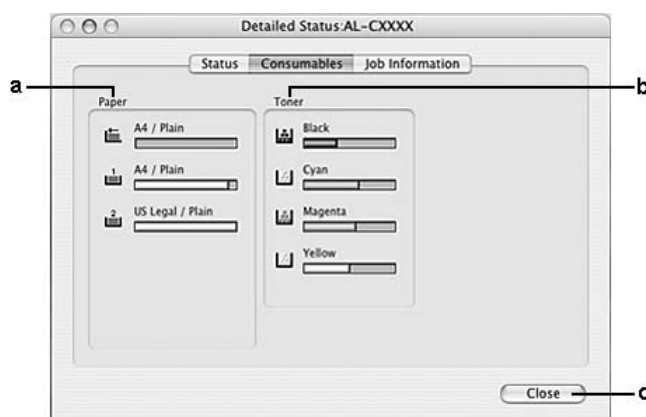 Detailed Status:AL-CXXXX
Status Consumables Job Information
a
b
Paper
Toner
A4 / Plain
1
A4 / Plain
2
US Legal / Plain
Black
Cyan
Magenta
Yellow
Close
c